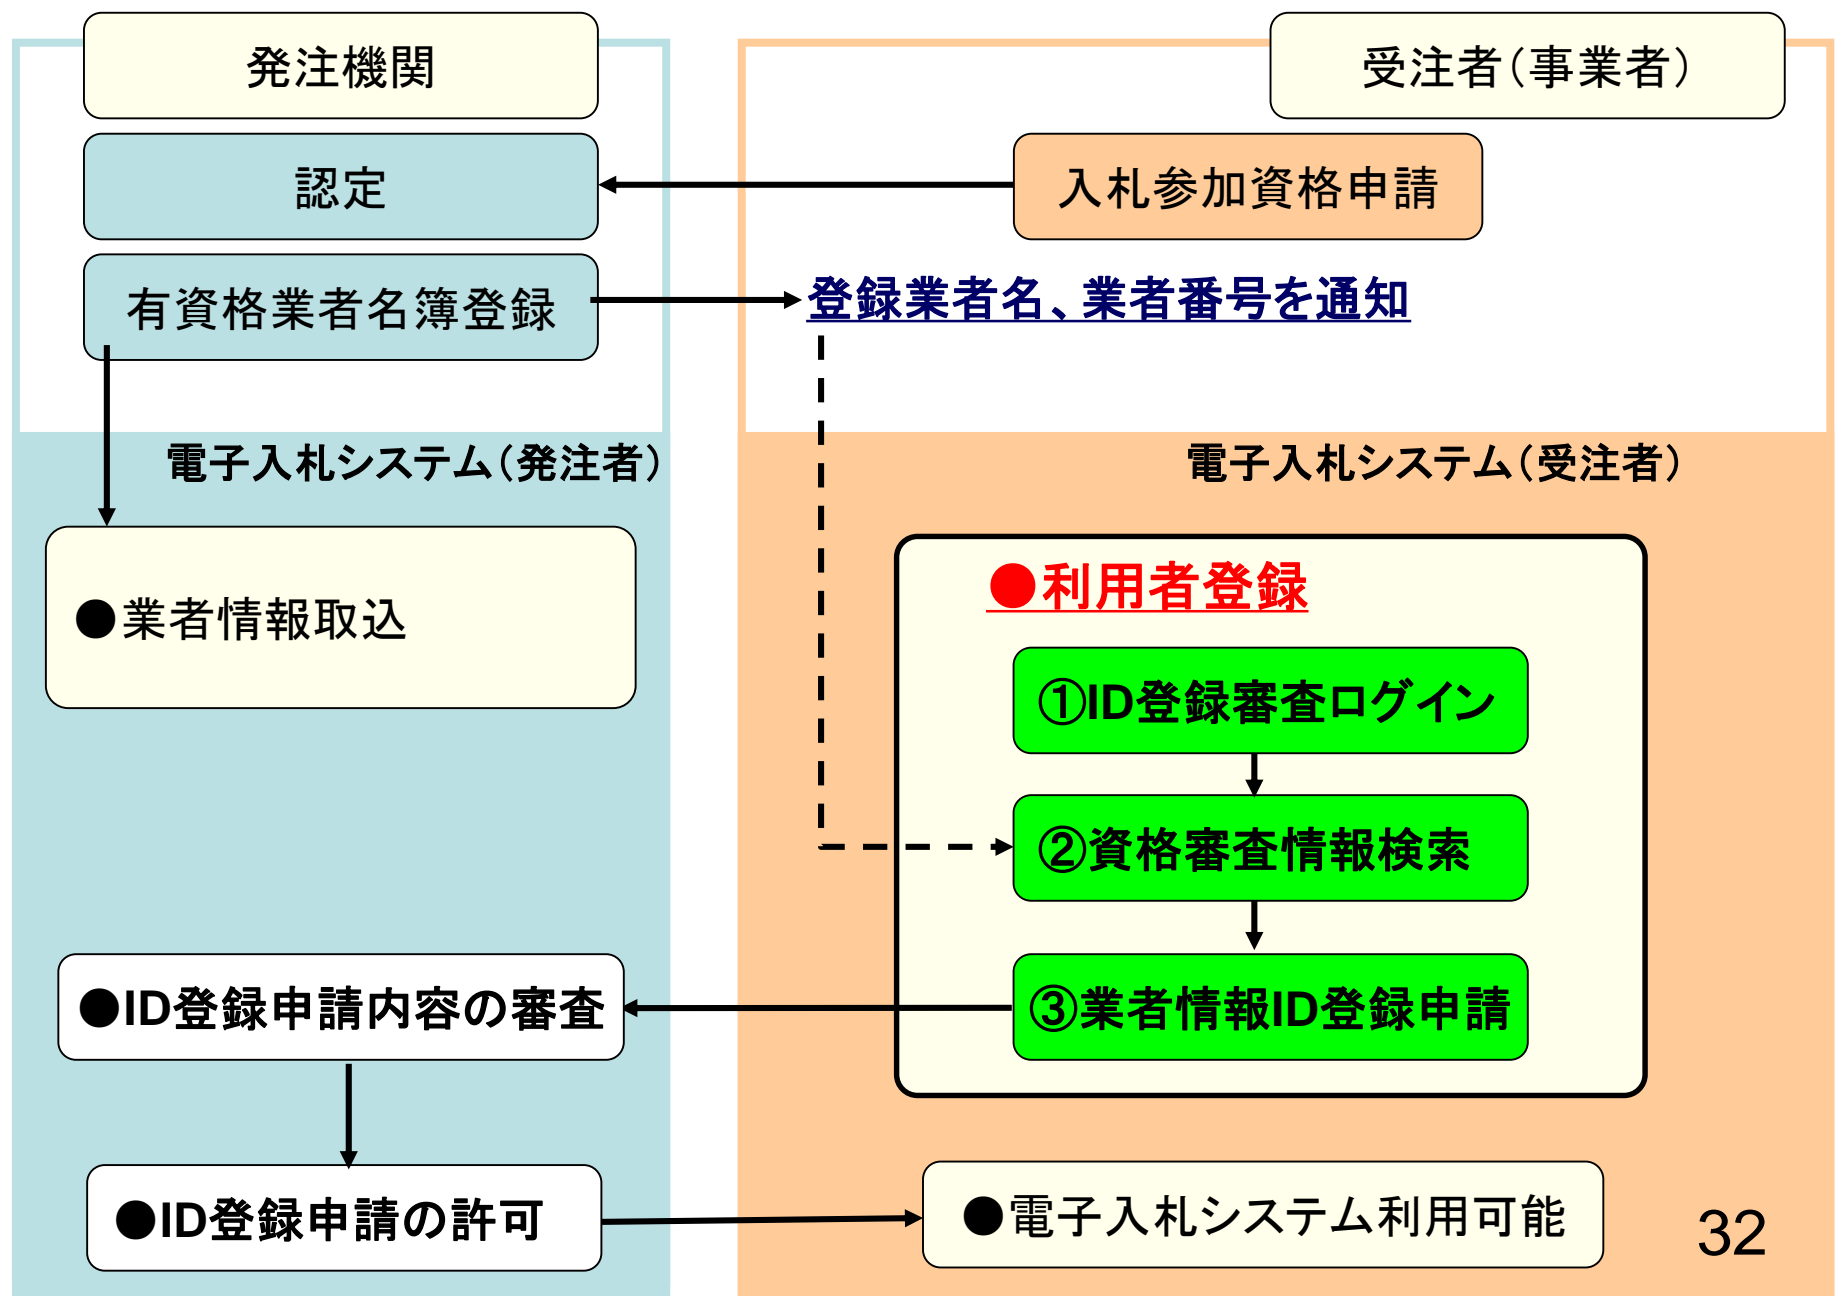 発注機関
受注者(事業者)
認定
入札参加資格申請
有資格業者名簿登録
登録業者名、業者番号を通知
電子入札システム(発注者)
電子入札システム(受注者)
●業者情報取込
●利用者登録
①ID登録審査ログイン
②資格審査情報検索
●ID登録申請内容の審査
③業者情報ID登録申請
●ID登録申請の許可
●電子入札システム利用可能
32